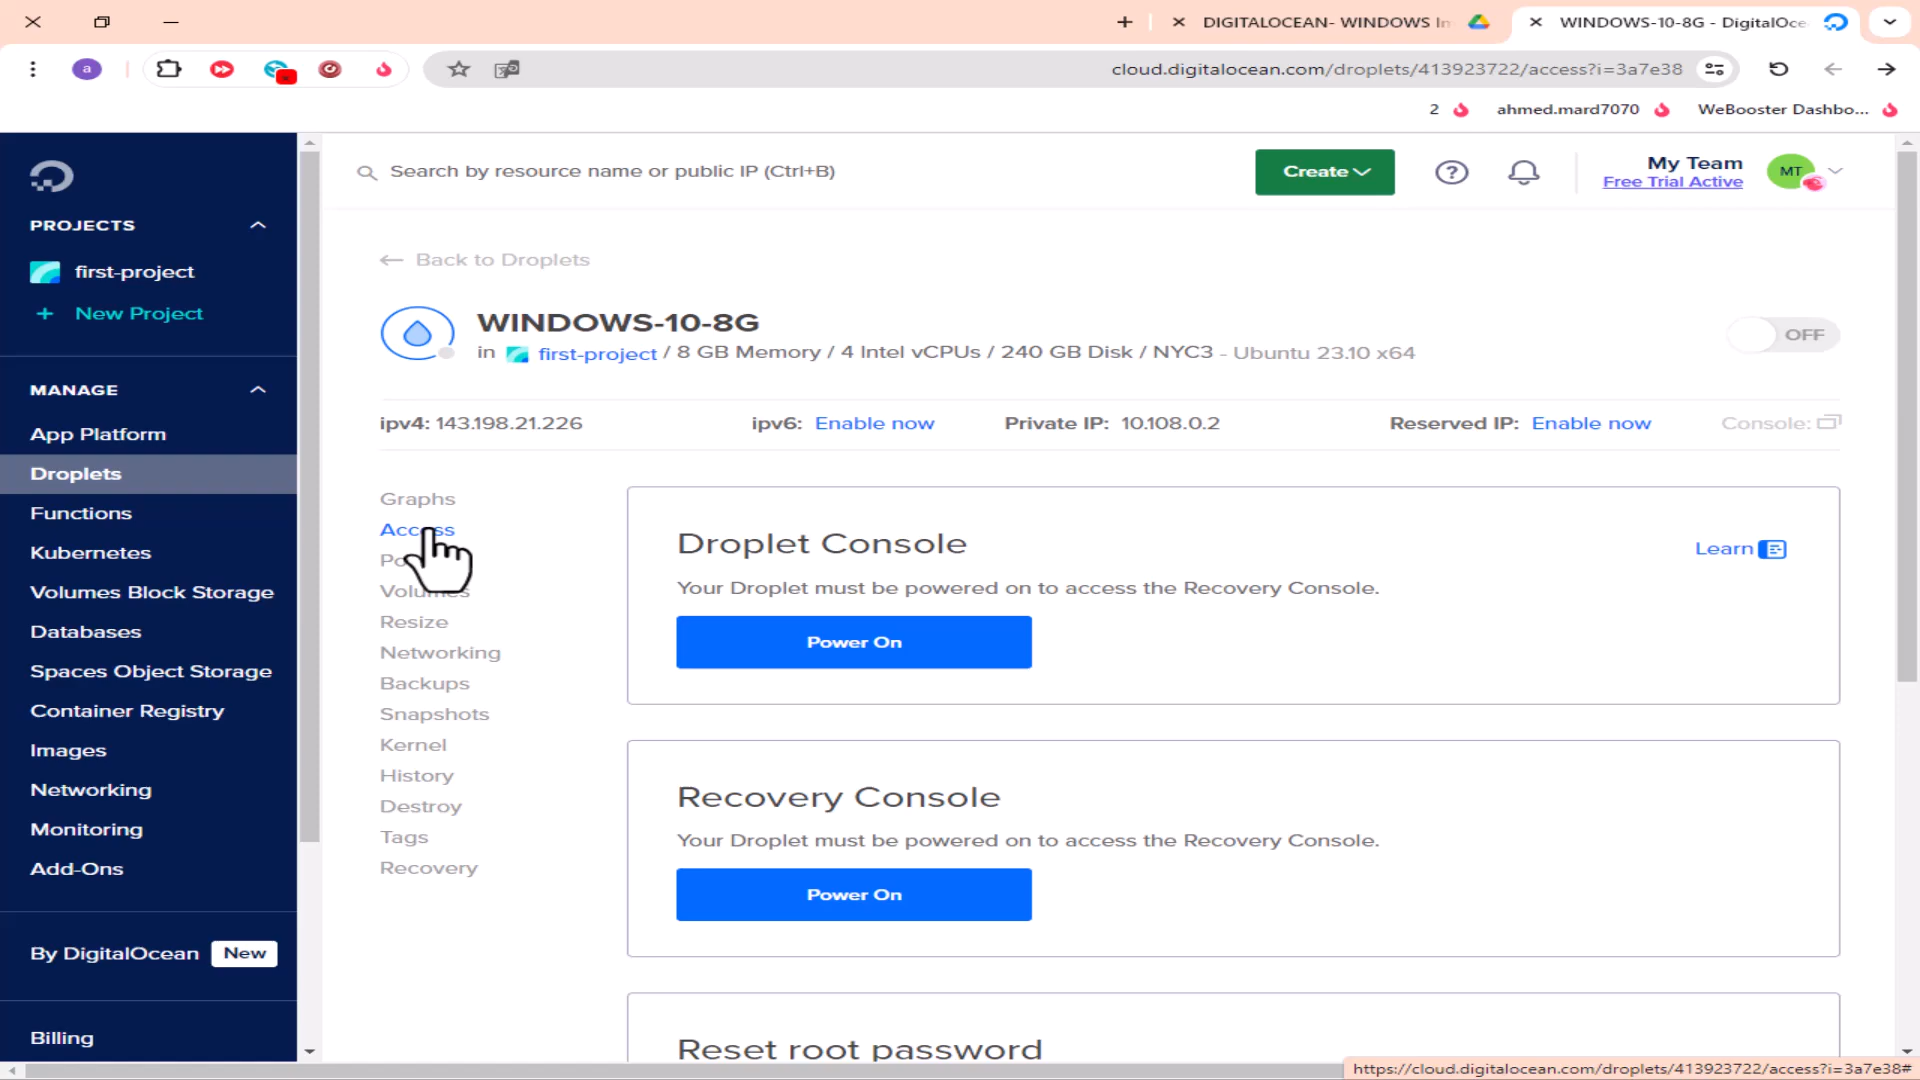 DIGITALOCEAN- WINDOWS In
WINDOWS-10-8G - DigitalOce
a
cloud.digitalocean.com/droplets/413923722/access?i=3a7e38
2
ahmed.mard7070
WeBooster Dashbo...
Search by resource name or public IP (Ctrl+B)
Create
?
My Team
Free Trial Active
MT
PROJECTS
first-project
+ New Project
MANAGE
App Platform
Droplets
Functions
Kubernetes
Volumes Block Storage
Databases
Spaces Object Storage
Container Registry
Images
Networking
Monitoring
Add-Ons
By DigitalOcean New
Billing
← Back to Droplets
WINDOWS-10-8G
in first-project / 8 GB Memory / 4 Intel vCPUs / 240 GB Disk / NYC3 - Ubuntu 23.10 x64
OFF
ipv4: 143.198.21.226 ipv6: Enable now Private IP: 10.108.0.2 Reserved IP: Enable now Console:
Graphs
Access
Volumes
Resize
Networking
Backups
Snapshots
Kernel
History
Destroy
Tags
Recovery
Droplet Console
Learn
Your Droplet must be powered on to access the Recovery Console.
Power On
Recovery Console
Your Droplet must be powered on to access the Recovery Console.
Power On
Reset root password
https://cloud.digitalocean.com/droplets/413923722/access?i=3a7e38#